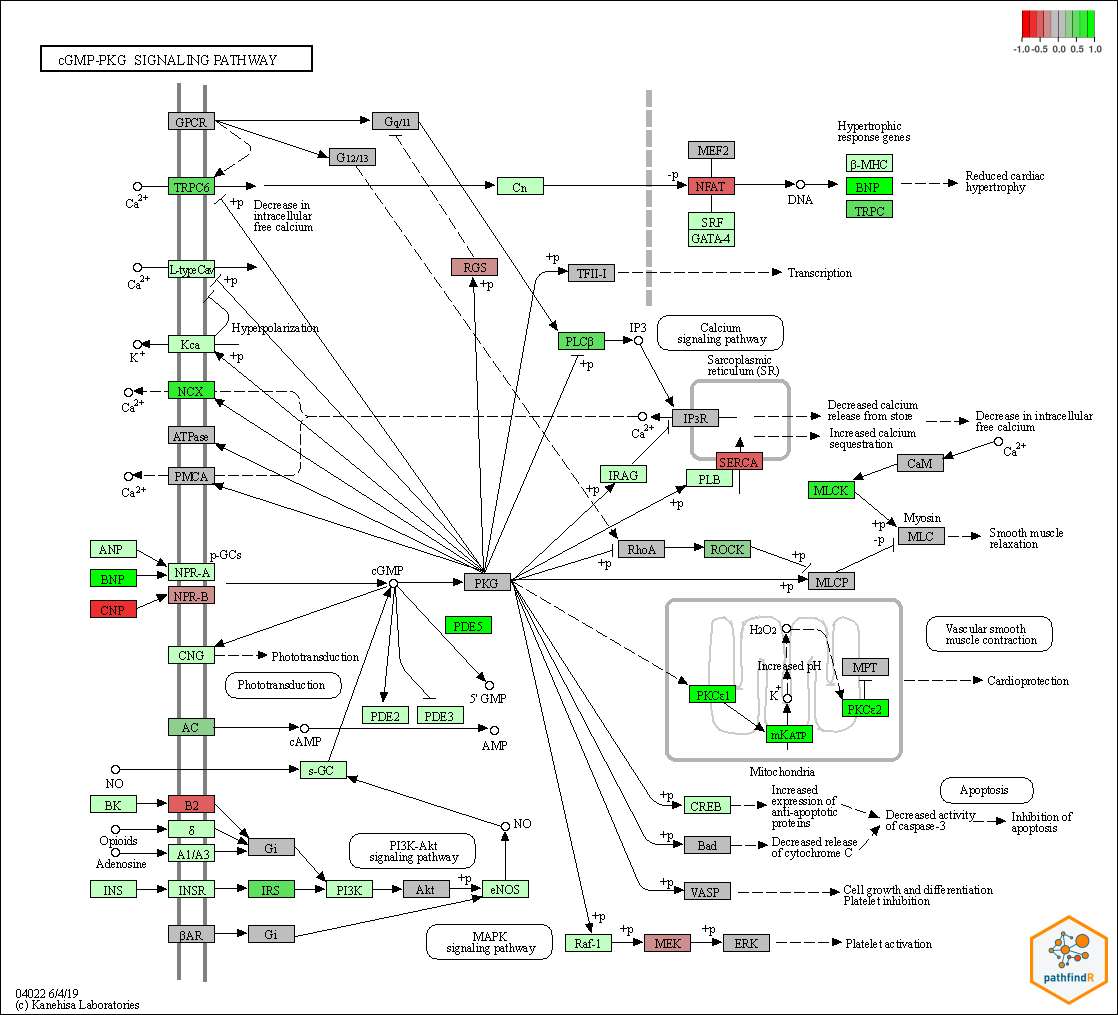 -1.0 -0.5 0.0 0.5 1.0
cGMP-PKG SIGNALING PATHWAY
GPCR
Gq/11
G12/13
MEF2
Hypertrophic
response genes
β-MHC
TRPC6
+p
Ca2+
Decrease in
intracellular
free calcium
Cn
-p
NFAT
DNA
BNP
Reduced cardiac
hypertrophy
TRPC
SRF
GATA-4
L-typeCav
+p
Ca2+
RGS
+p
+p
TFII-I
Transcription
Hyperpolarization
Kca
K+
+p
PLCβ
+p
IP3
Calcium
signaling pathway
Sarcoplasmic
reticulum (SR)
NCX
Ca2+
ATPase
PMCA
Ca2+
Ca2+
IP3R
Decreased calcium
release from store
Increased calcium
sequestration
Decrease in intracellular
free calcium
Ca2+
IRAG
+p
PLB
+p
SERCA
CaM
MLCK
+p
-p
Myosin
MLC
Smooth muscle
relaxation
ANP
BNP
CNP
p-GCs
NPR-A
NPR-B
cGMP
PKG
RhoA
+p
ROCK
+p
+p
MLCP
PDE5
CNG
Phototransduction
Phototransduction
5' GMP
PDE2
PDE3
H2O2
Increased pH
K+
MPT
PKCε1
PKCε2
mKATP
Mitochondria
Vascular smooth
muscle contraction
Cardioprotection
AC
cAMP
AMP
NO
s-GC
BK
B2
Opioids
δ
Adenosine
A1/A3
Gi
NO
PI3K-Akt
signaling pathway
INS
INSR
IRS
PI3K
Akt
+p
eNOS
βAR
Gi
MAPK
signaling pathway
+p
CREB
Increased
expression of
anti-apoptotic
proteins
Apoptosis
+p
Bad
Decreased release
of cytochrome C
Decreased activity
of caspase-3
Inhibition of
apoptosis
+p
VASP
Cell growth and differentiation
Platelet inhibition
+p
Raf-1
+p
MEK
+p
ERK
Platelet activation
pathfindR
04022 6/4/19
(c) Kanehisa Laboratories